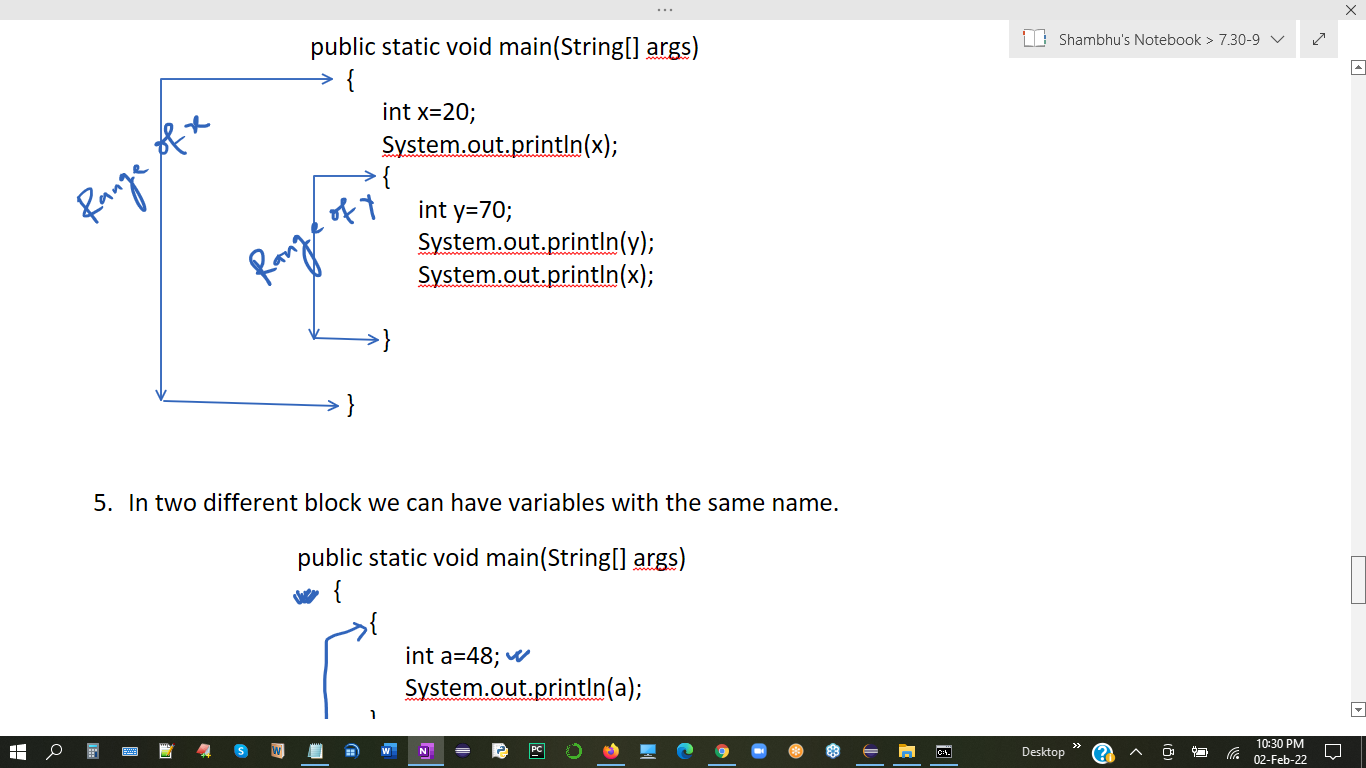 Shambhu's Notebook > 7.30-9
public static void main(String[] args)
{
int x=20;
System.out.println(x);
Range of x
{
int y=70;
System.out.println(y);
System.out.println(x);
Range of Y
}
}
5. In two different block we can have variables with the same name.
public static void main(String[] args)
{
{
int a=48;
System.out.println(a);
Desktop
10:30 PM
02-Feb-22